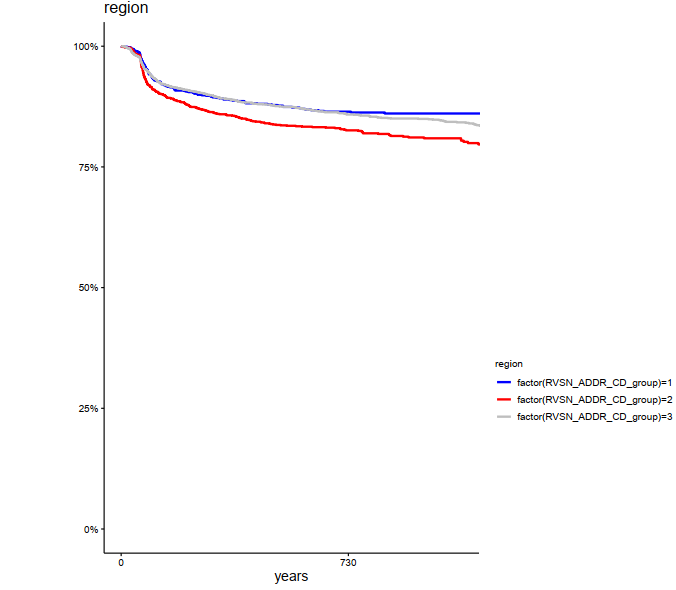 region
100%
75%
50%
25%
0%
0
730
years
region
factor(RVSN_ADDR_CD_group)=1
factor(RVSN_ADDR_CD_group)=2
factor(RVSN_ADDR_CD_group)=3